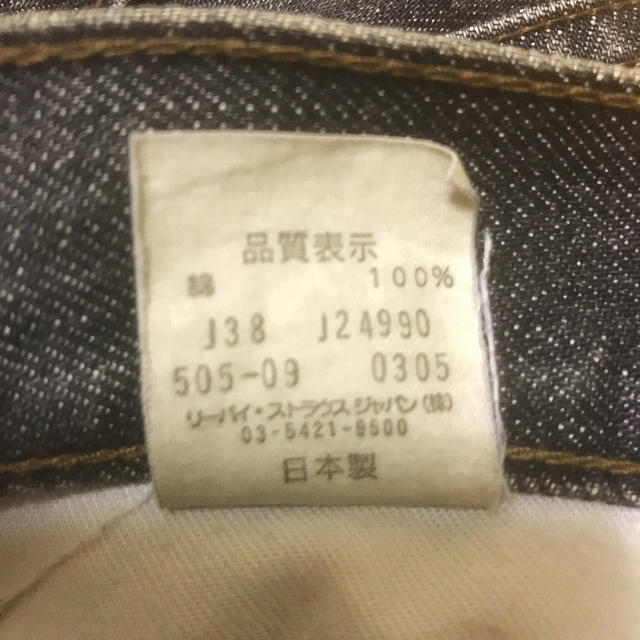 品質表示
綿 100%
J38 J24990
505-09 0305
リーバイ・ストラウスジャパン(株)
03-5421-9500
日本製